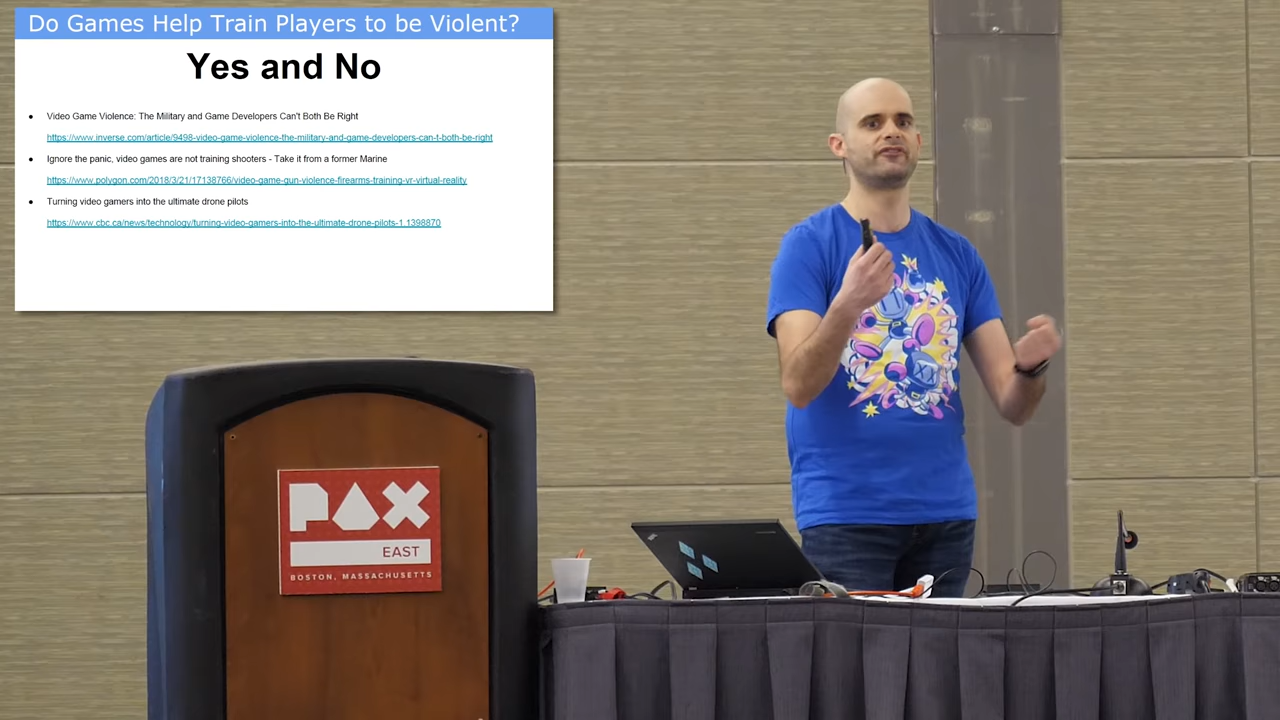 Do Games Help Train Players to be Violent?
Yes and No
Video Game Violence: The Military and Game Developers Can't Both Be Right
https://www.inverse.com/article/9498-video-game-violence-the-military-and-game-developers-can-t-both-be-right
Ignore the panic, video games are not training shooters - Take it from a former Marine
https://www.polygon.com/2018/3/21/17138766/video-game-gun-violence-firearms-training-vr-virtual-reality
Turning video gamers into the ultimate drone pilots
https://www.cbc.ca/news/technology/turning-video-gamers-into-the-ultimate-drone-pilots-1.1398870
PAX
EAST
BOSTON, MASSACHUSETTS